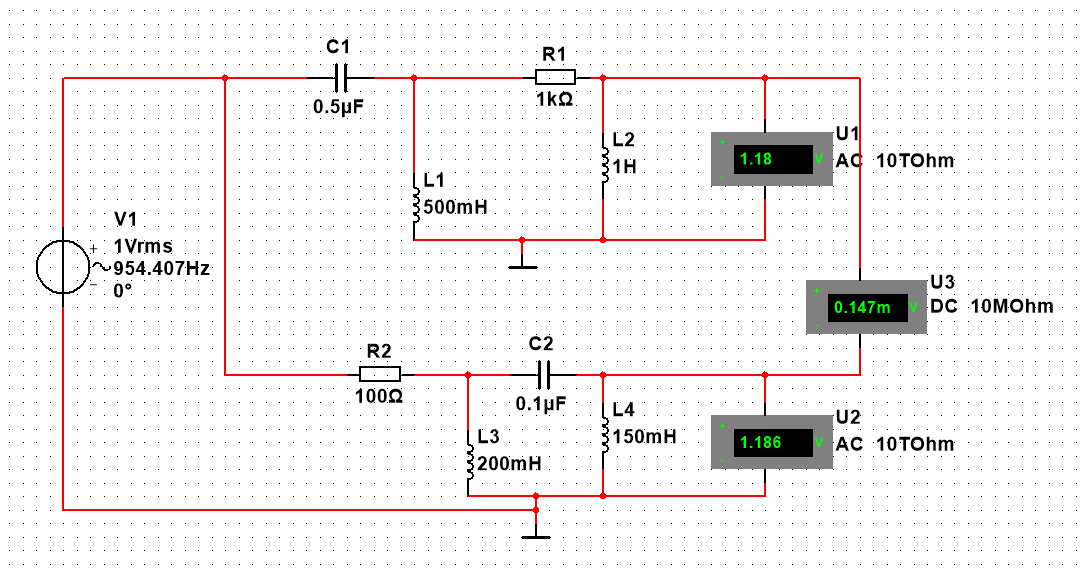 C1
0.5µF
R1
1kΩ
L2
1H
U1
1.18 V
AC 10TOhm
L1
500mH
V1
1Vrms
954.407Hz
0°
U3
0.147m V
DC 10MOhm
R2
100Ω
C2
0.1µF
L4
150mH
U2
1.186 V
AC 10TOhm
L3
200mH